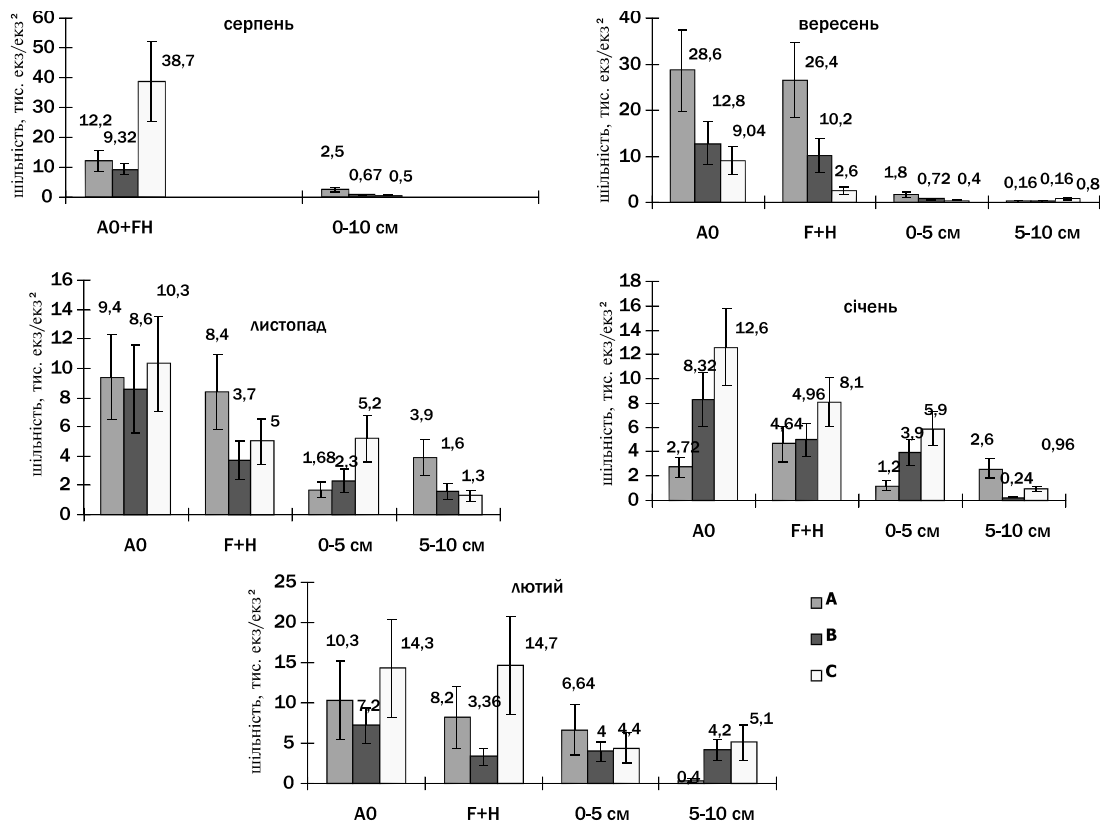 серпень
шільність, тис. екз/екз²
60
50
40
30
20
10
0
12,2
9,32
38,7
2,5
0,67
0,5
A0+FH
0-10 см
вересень
шільність, тис. екз/екз²
40
30
20
10
0
28,6
12,8
9,04
26,4
10,2
2,6
1,8
0,72
0,4
0,16
0,16
0,8
A0
F+H
0-5 см
5-10 см
листопад
шільність, тис. екз/екз²
16
14
12
10
8
6
4
2
0
9,4
8,6
10,3
8,4
3,7
5
1,68
2,3
5,2
3,9
1,6
1,3
A0
F+H
0-5 см
5-10 см
січень
шільність, тис. екз/екз²
18
16
14
12
10
8
6
4
2
0
2,72
8,32
12,6
4,64
4,96
8,1
1,2
3,9
5,9
2,6
0,24
0,96
A0
F+H
0-5 см
5-10 см
лютий
шільність, тис. екз/екз²
25
20
15
10
5
0
10,3
7,2
14,3
8,2
3,36
14,7
6,64
4
4,4
0,4
4,2
5,1
A0
F+H
0-5 см
5-10 см
A
B
C